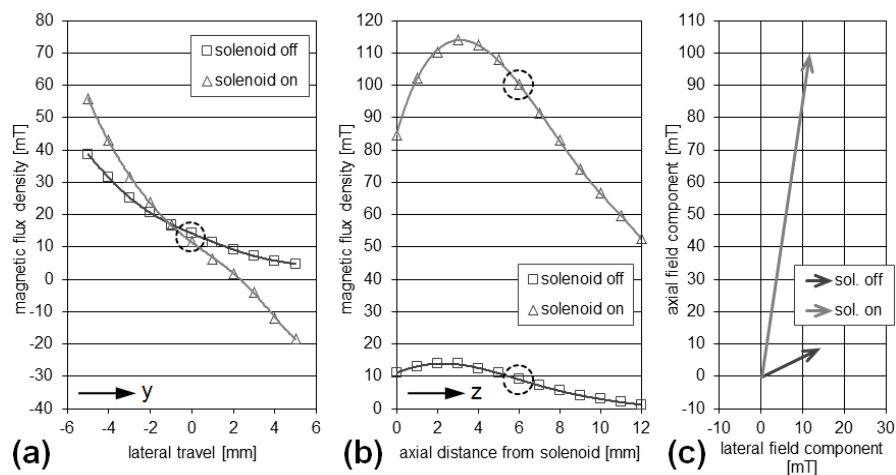 magnetic flux density [mT]
80
70
60
50
40
30
20
10
0
-10
-20
-30
-40
solenoid off
solenoid on
y
-6 -4 -2 0 2 4 6
lateral travel [mm]
(a)
magnetic flux density [mT]
120
110
100
90
80
70
60
50
40
30
20
10
0
solenoid off
solenoid on
z
0 2 4 6 8 10 12
axial distance from solenoid [mm]
(b)
axial field component [mT]
110
100
90
80
70
60
50
40
30
20
10
0
-10
sol. off
sol. on
-10 0 10 20 30
lateral field component
[mT]
(c)